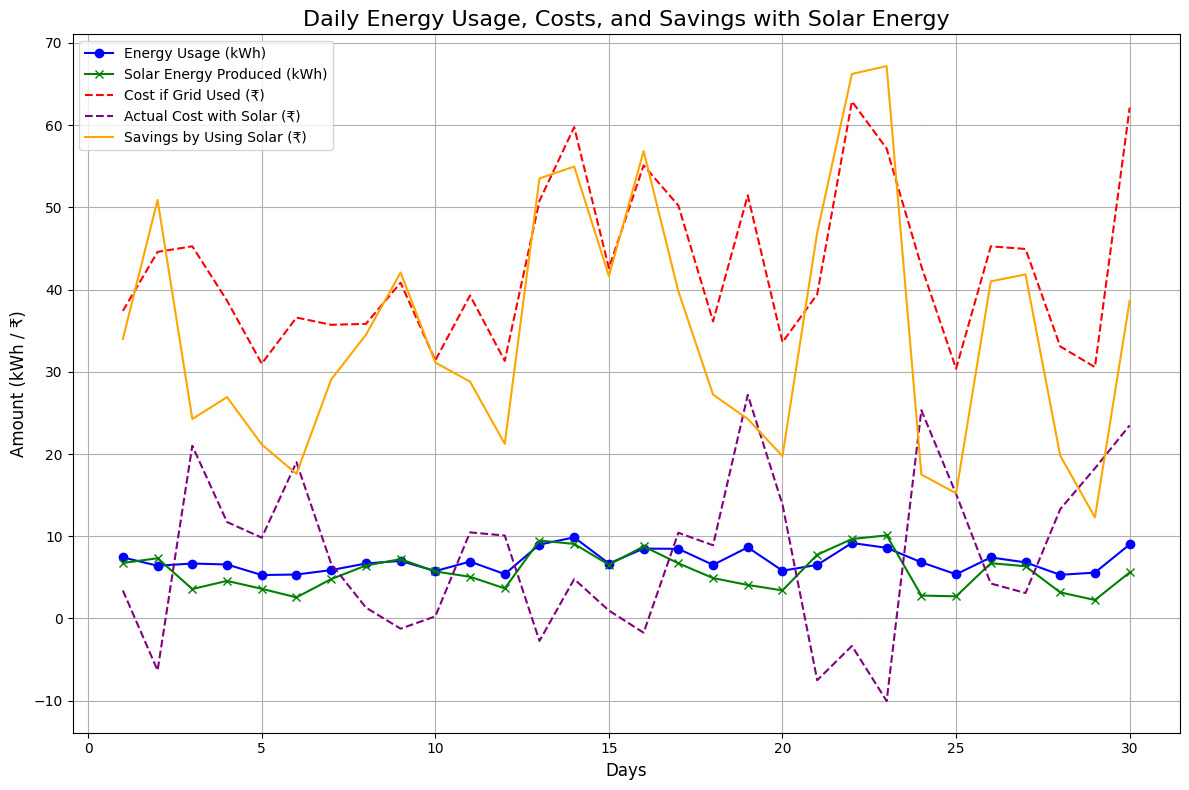 Daily Energy Usage, Costs, and Savings with Solar Energy
Energy Usage (kWh)
Solar Energy Produced (kWh)
Cost if Grid Used (₹)
Actual Cost with Solar (₹)
Savings by Using Solar (₹)
Amount (kWh / ₹)
70
60
50
40
30
20
10
0
−10
0 5 10 15 20 25 30
Days